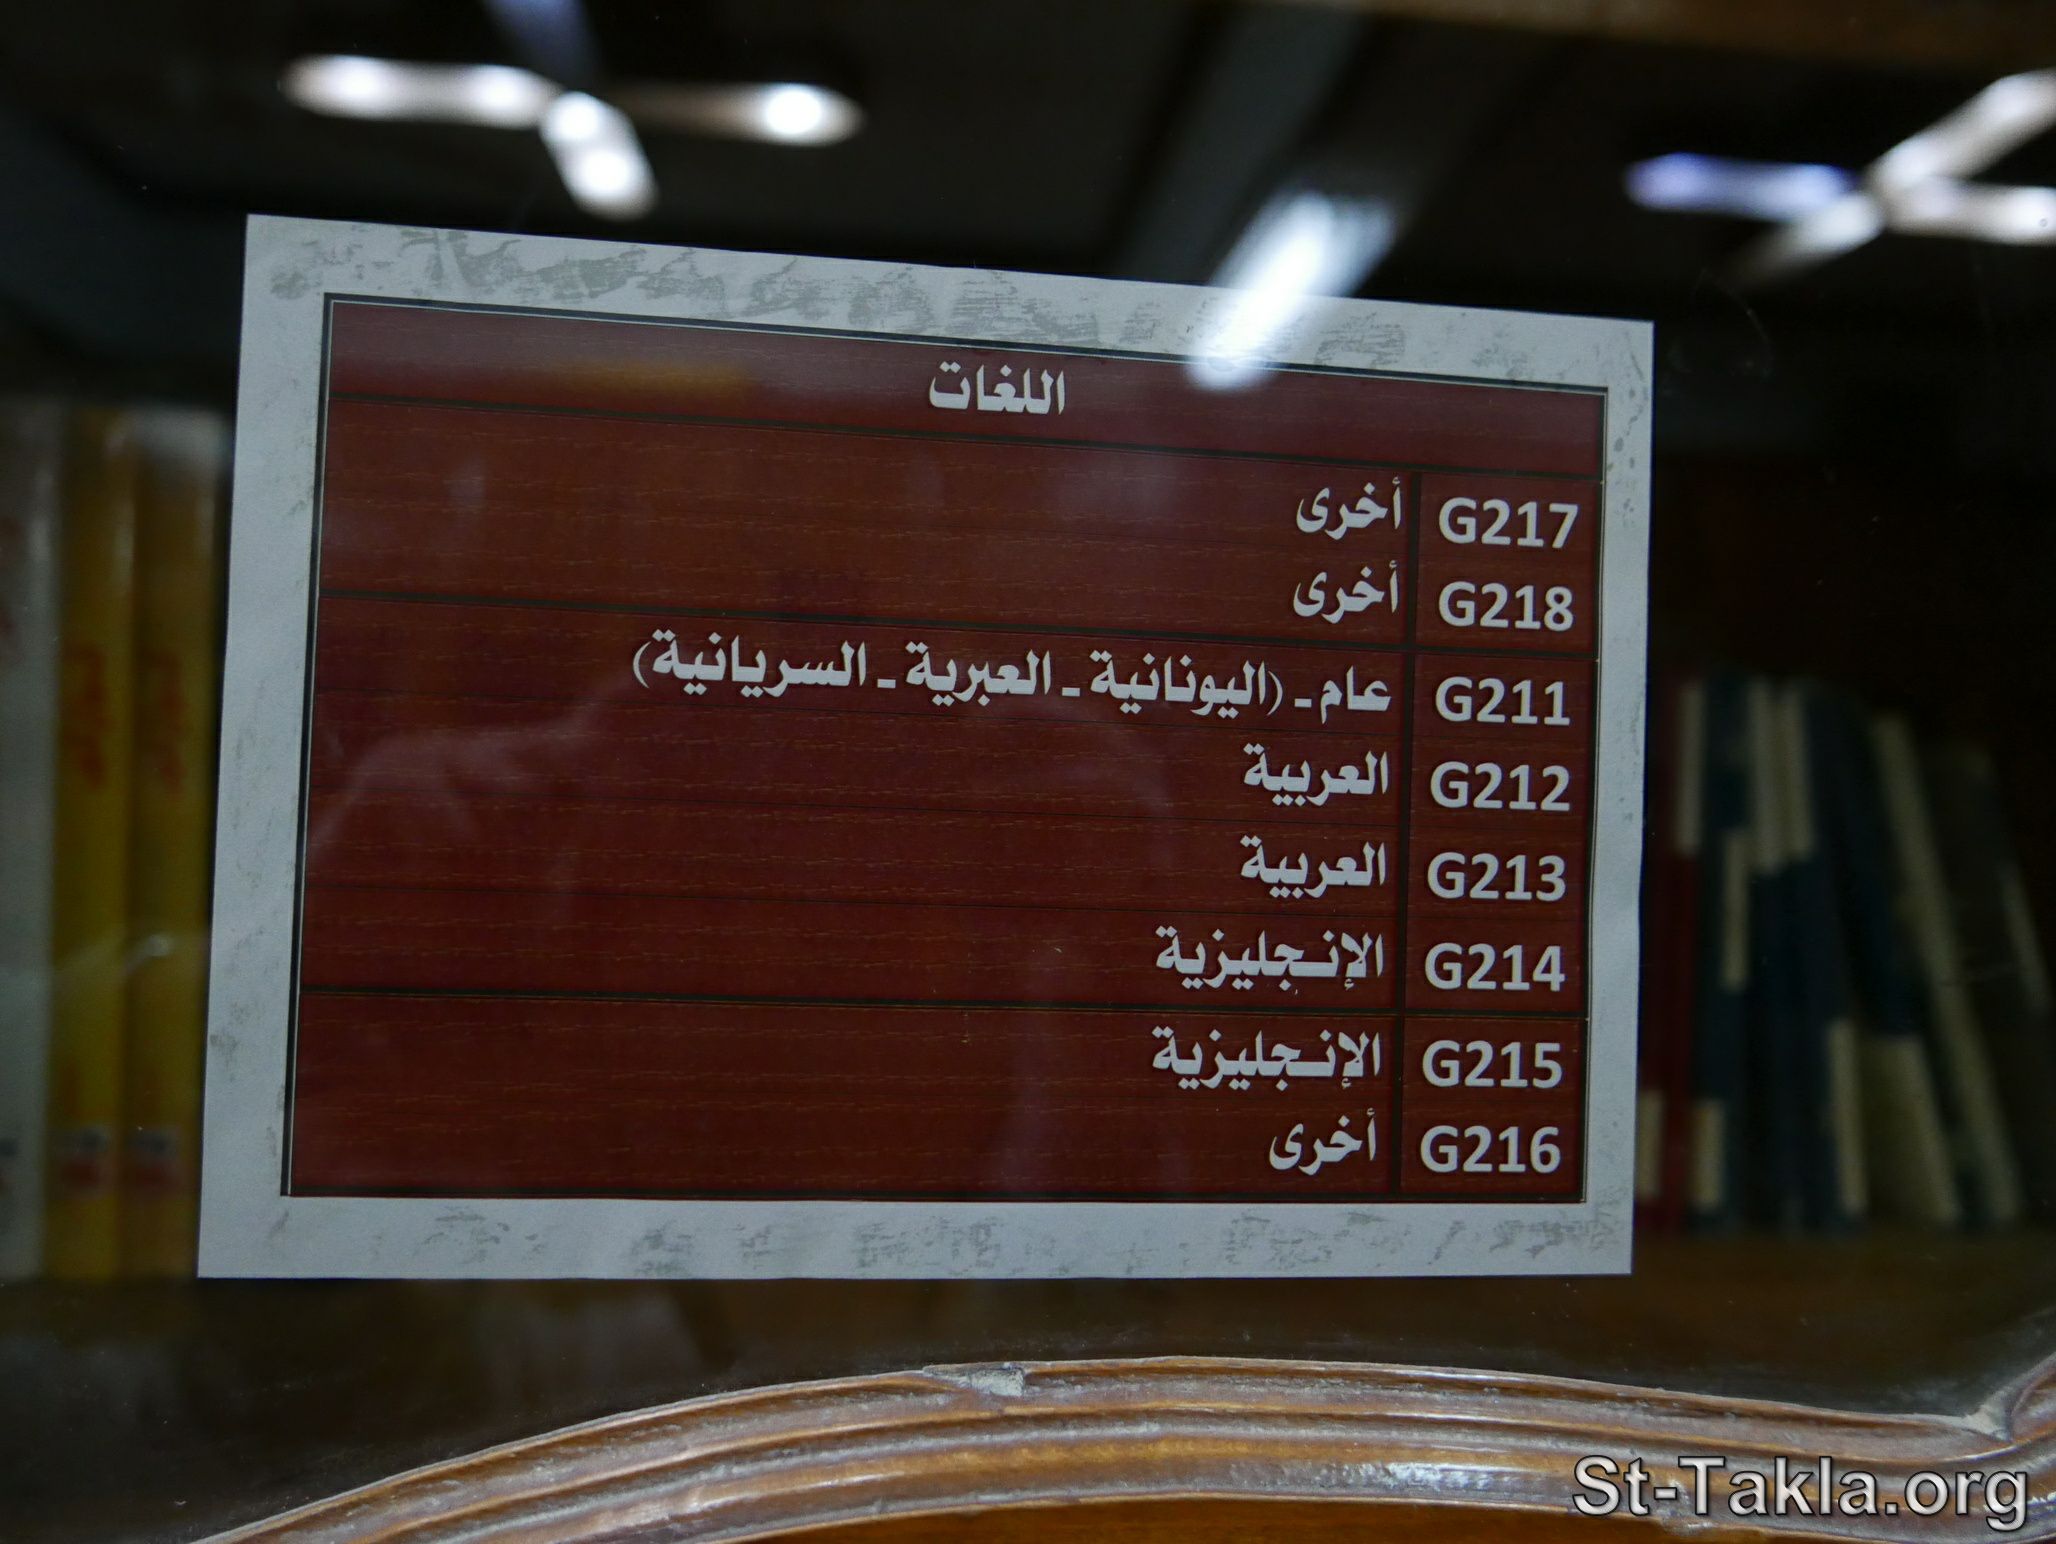 اللغات
G217 أخرى
G218 أخرى
G211 عام ـ (اليونانية ـ العبرية ـ السريانية)
G212 العربية
G213 العربية
G214 الإنجليزية
G215 الإنجليزية
G216 أخرى
St-Takla.org